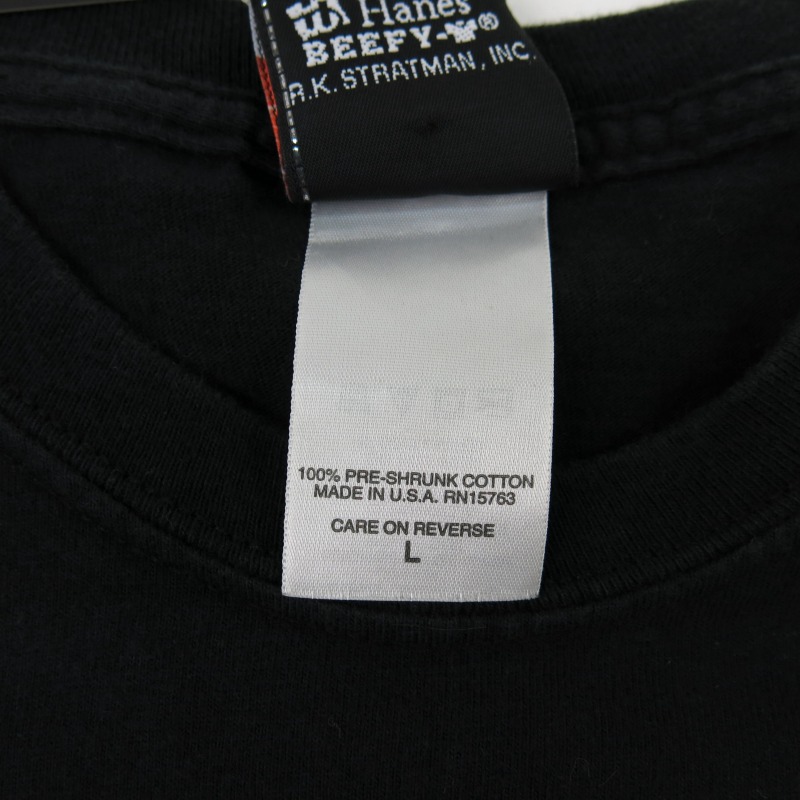 Hanes
BEEFY-®
R.K. STRATMAN, INC.
100% PRE-SHRUNK COTTON
MADE IN U.S.A. RN15763
CARE ON REVERSE
L